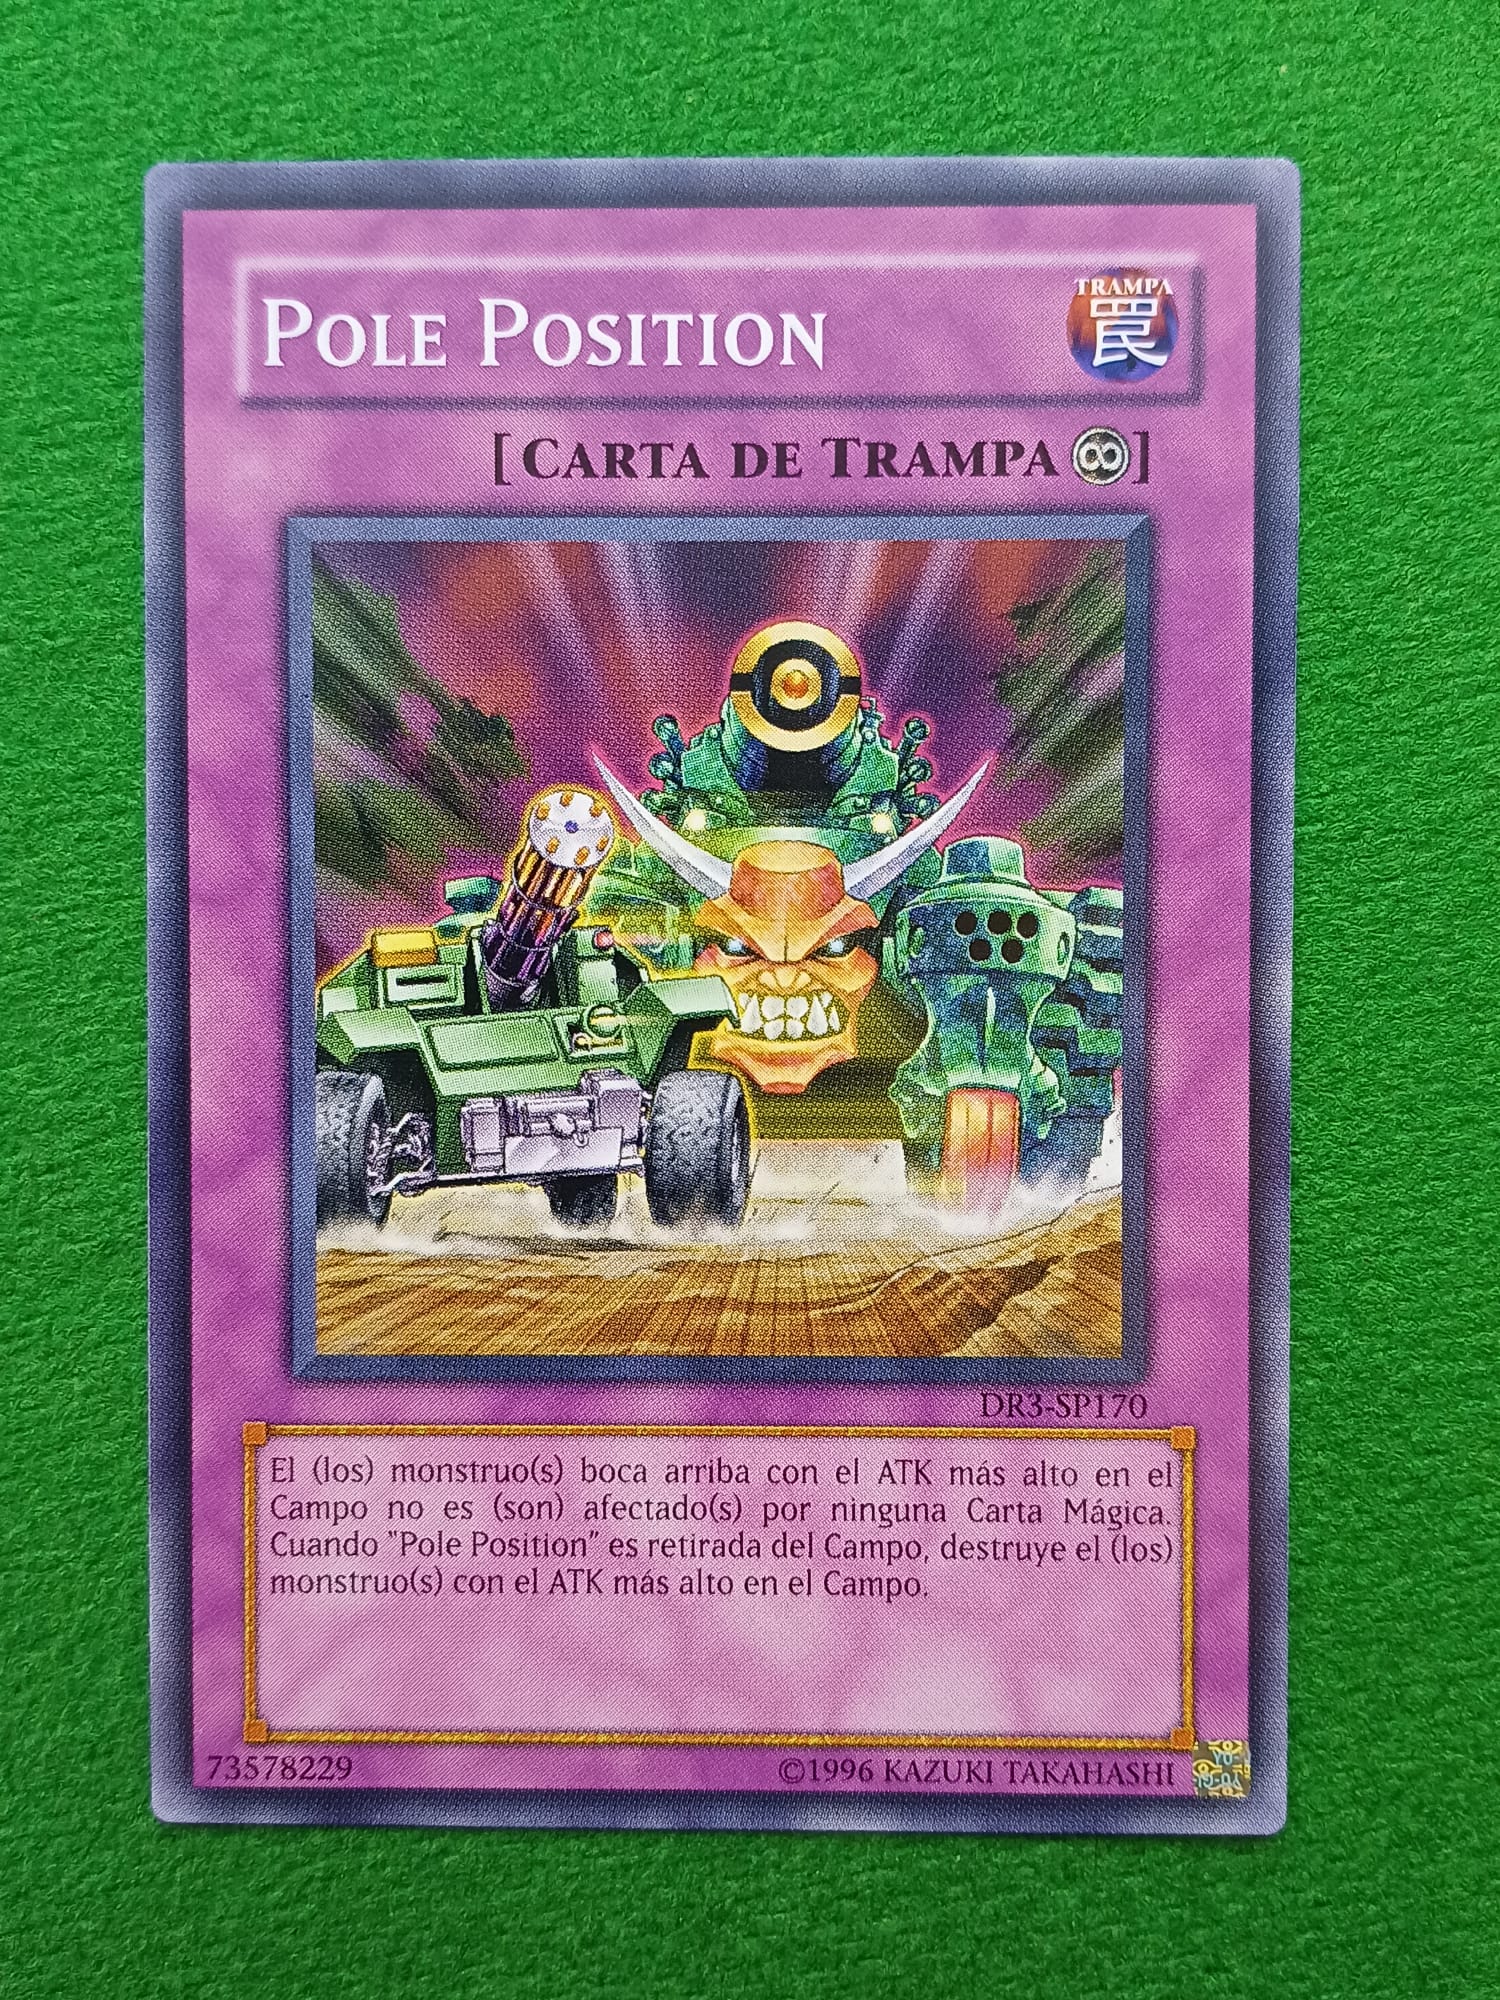 POLE POSITION
TRAMPA
罠
[CARTA DE TRAMPA ∞]
DR3-SP170
El (los) monstruo(s) boca arriba con el ATK más alto en el
Campo no es (son) afectado(s) por ninguna Carta Mágica.
Cuando "Pole Position" es retirada del Campo, destruye el (los)
monstruo(s) con el ATK más alto en el Campo.
73578229
©1996 KAZUKI TAKAHASHI